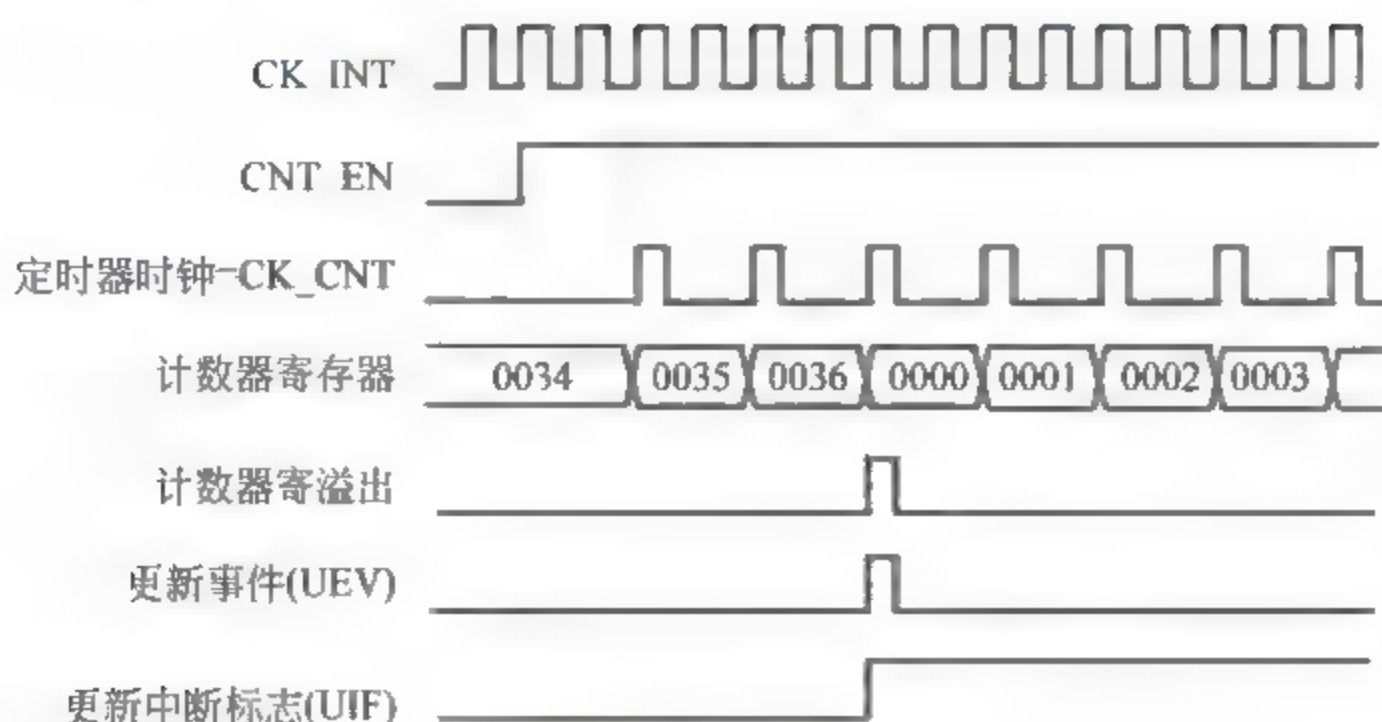 CK INT
CNT EN
定时器时钟-CK_CNT
计数器寄存器 0034 0035 0036 0000 0001 0002 0003
计数器寄溢出
更新事件(UEV)
更新中断标志(UIF)